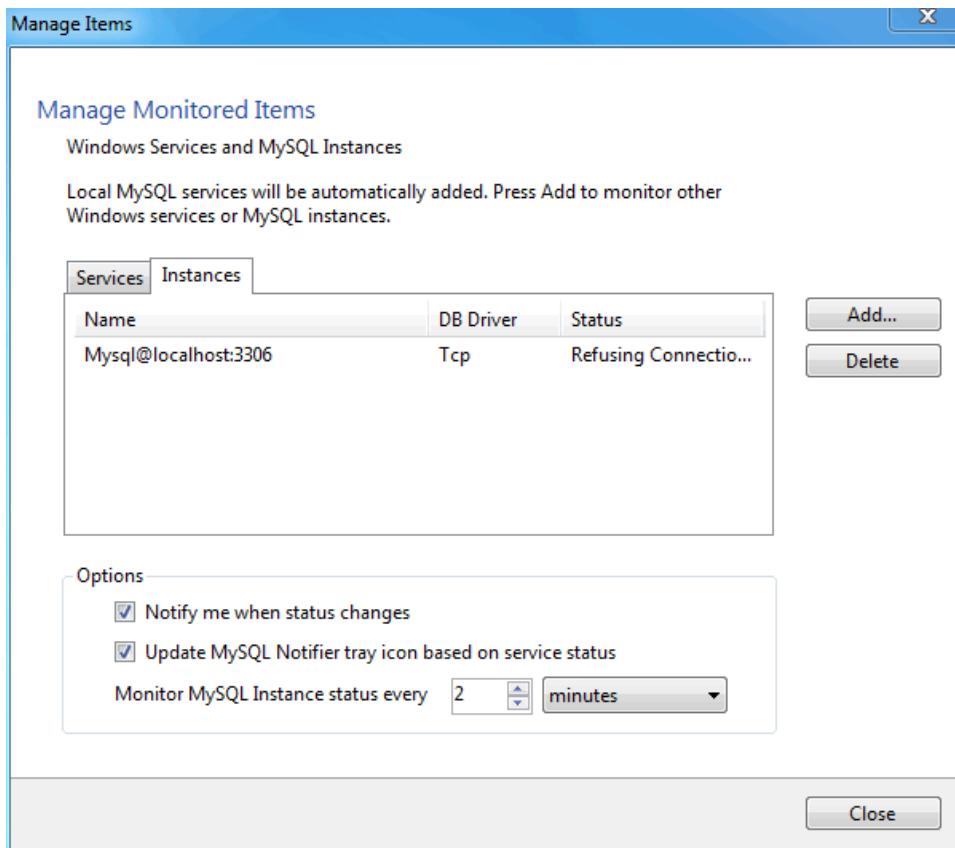 Manage Items
X
Manage Monitored Items
Windows Services and MySQL Instances
Local MySQL services will be automatically added. Press Add to monitor other
Windows services or MySQL instances.
Services Instances
Name DB Driver Status
Mysql@localhost:3306 Tcp Refusing Connectio...
Add...
Delete
Options
Notify me when status changes
Update MySQL Notifier tray icon based on service status
Monitor MySQL Instance status every 2 minutes
Close